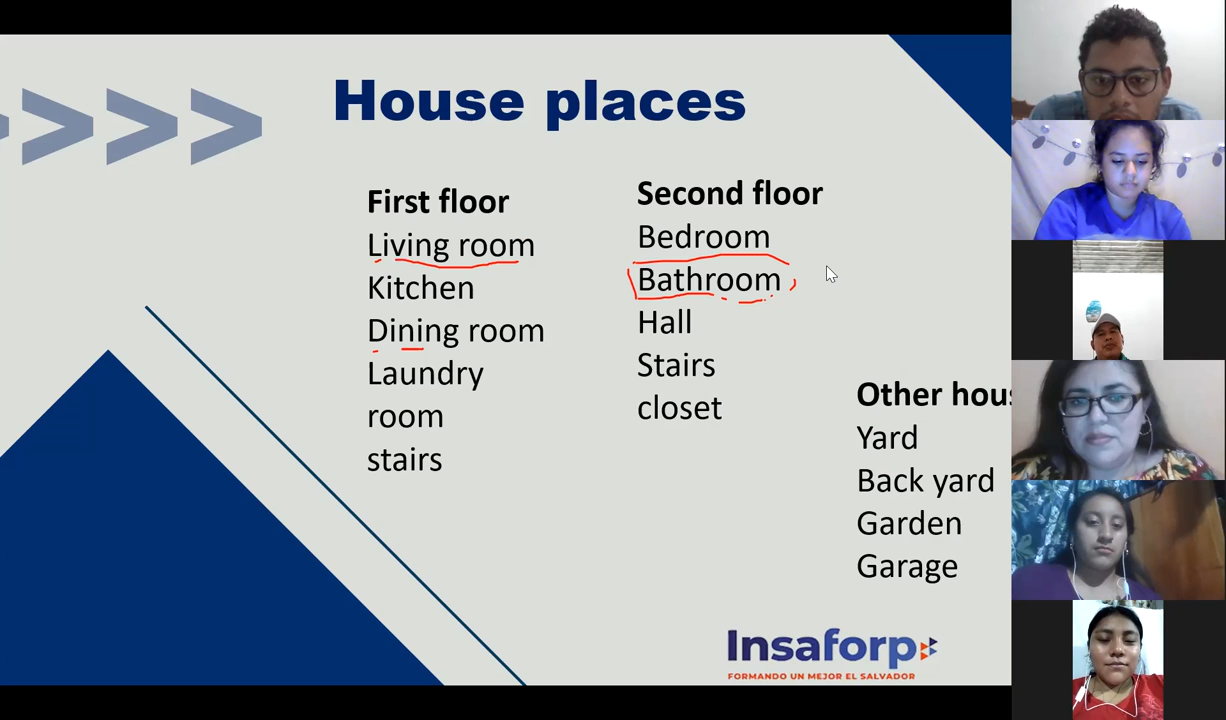 House places
First floor
Living room
Kitchen
Dining room
Laundry
room
stairs
Second floor
Bedroom
Bathroom
Hall
Stairs
closet
Other hous
Yard
Back yard
Garden
Garage
Insaforp
FORMANDO UN MEJOR EL SALVADOR